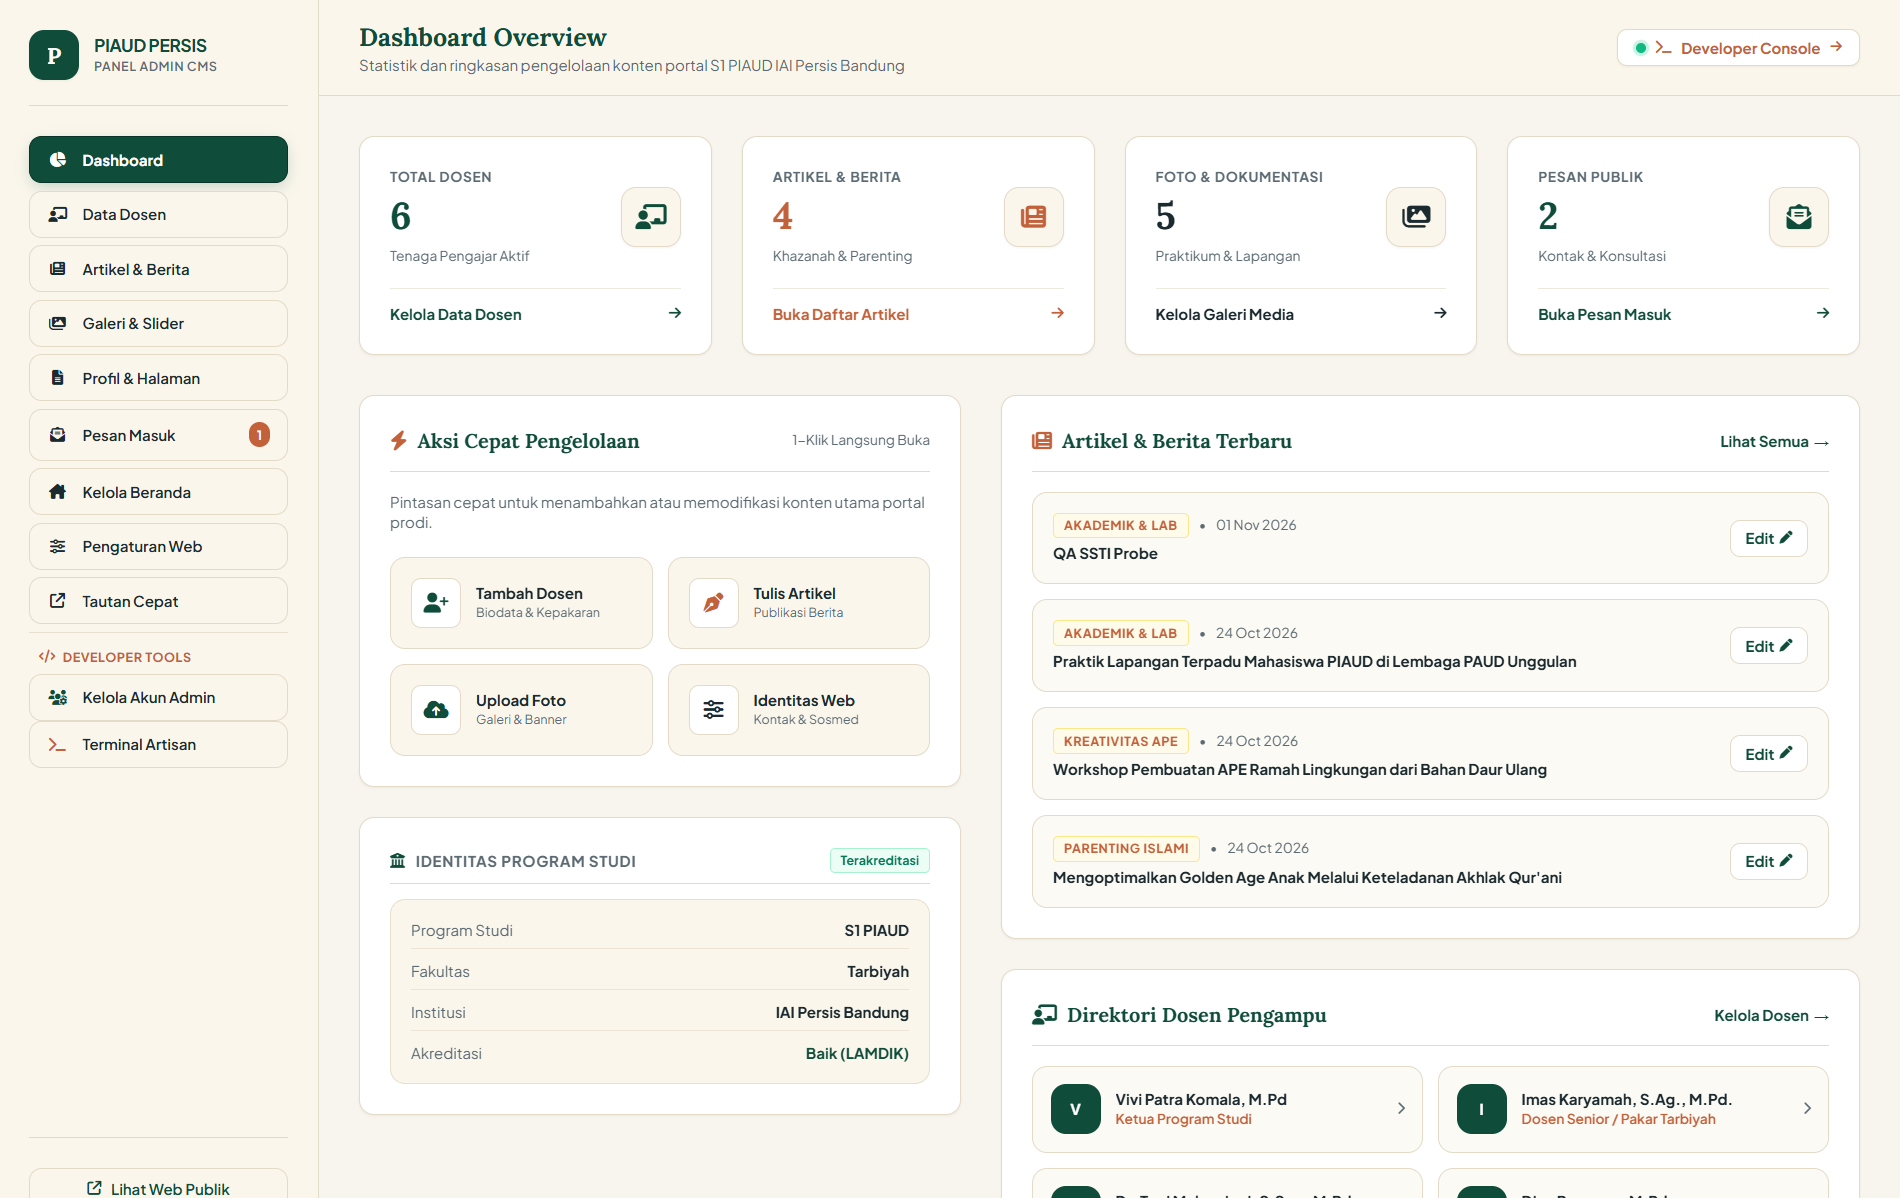 P
PIAUD PERSIS
PANEL ADMIN CMS
Dashboard
Data Dosen
Artikel & Berita
Galeri & Slider
Profil & Halaman
Pesan Masuk
1
Kelola Beranda
Pengaturan Web
Tautan Cepat
DEVELOPER TOOLS
Kelola Akun Admin
Terminal Artisan
Lihat Web Publik
Dashboard Overview
Statistik dan ringkasan pengelolaan konten portal S1 PIAUD IAI Persis Bandung
Developer Console →
TOTAL DOSEN
6
Tenaga Pengajar Aktif
Kelola Data Dosen →
ARTIKEL & BERITA
4
Khazanah & Parenting
Buka Daftar Artikel →
FOTO & DOKUMENTASI
5
Praktikum & Lapangan
Kelola Galeri Media →
PESAN PUBLIK
2
Kontak & Konsultasi
Buka Pesan Masuk →
Aksi Cepat Pengelolaan
1-Klik Langsung Buka
Pintasan cepat untuk menambahkan atau memodifikasi konten utama portal
prodi.
Tambah Dosen
Biodata & Kepakaran
Tulis Artikel
Publikasi Berita
Upload Foto
Galeri & Banner
Identitas Web
Kontak & Sosmed
IDENTITAS PROGRAM STUDI
Terakreditasi
Program Studi S1 PIAUD
Fakultas Tarbiyah
Institusi IAI Persis Bandung
Akreditasi Baik (LAMDIK)
Artikel & Berita Terbaru
Lihat Semua →
AKADEMIK & LAB • 01 Nov 2026
QA SSTI Probe
Edit
AKADEMIK & LAB • 24 Oct 2026
Praktik Lapangan Terpadu Mahasiswa PIAUD di Lembaga PAUD Unggulan
Edit
KREATIVITAS APE • 24 Oct 2026
Workshop Pembuatan APE Ramah Lingkungan dari Bahan Daur Ulang
Edit
PARENTING ISLAMI • 24 Oct 2026
Mengoptimalkan Golden Age Anak Melalui Keteladanan Akhlak Qur'ani
Edit
Direktori Dosen Pengampu
Kelola Dosen →
V
Vivi Patra Komala, M.Pd
Ketua Program Studi
I
Imas Karyamah, S.Ag., M.Pd.
Dosen Senior / Pakar Tarbiyah